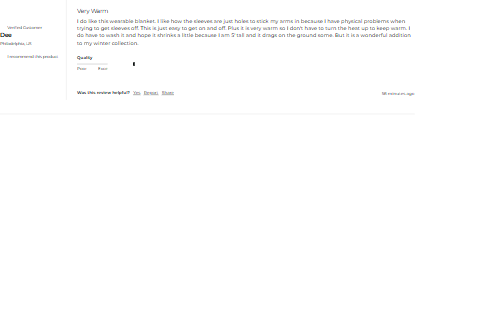 Verified Customer
Dee
Philadelphia, US
I recommend this product
Very Warm
I do like this wearable blanket. I like how the sleeves are just holes to stick my arms in because I have physical problems when
trying to get sleeves off. This is just easy to get on and off. Plus it is very warm so I don't have to turn the heat up to keep warm. I
do have to wash it and hope it shrinks a little because I am 5' tall and it drags on the ground some. But it is a wonderful addition
to my winter collection.
Quality
Poor Great
Was this review helpful? Yes Report Share
minutes ago